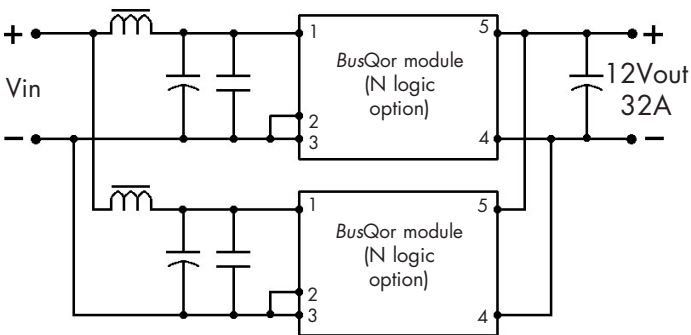 +
Vin
−
1
2
3
BusQor module
(N logic
option)
5
4
+
12Vout
32A
−
1
2
3
BusQor module
(N logic
option)
5
4